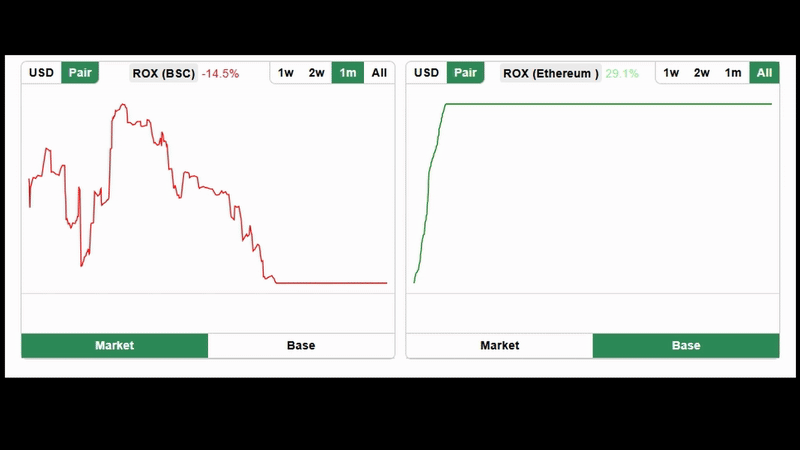 USD Pair ROX (BSC) -14.5% 1w 2w 1m All
USD Pair ROX (Ethereum ) 29.1% 1w 2w 1m All
Market Base
Market Base